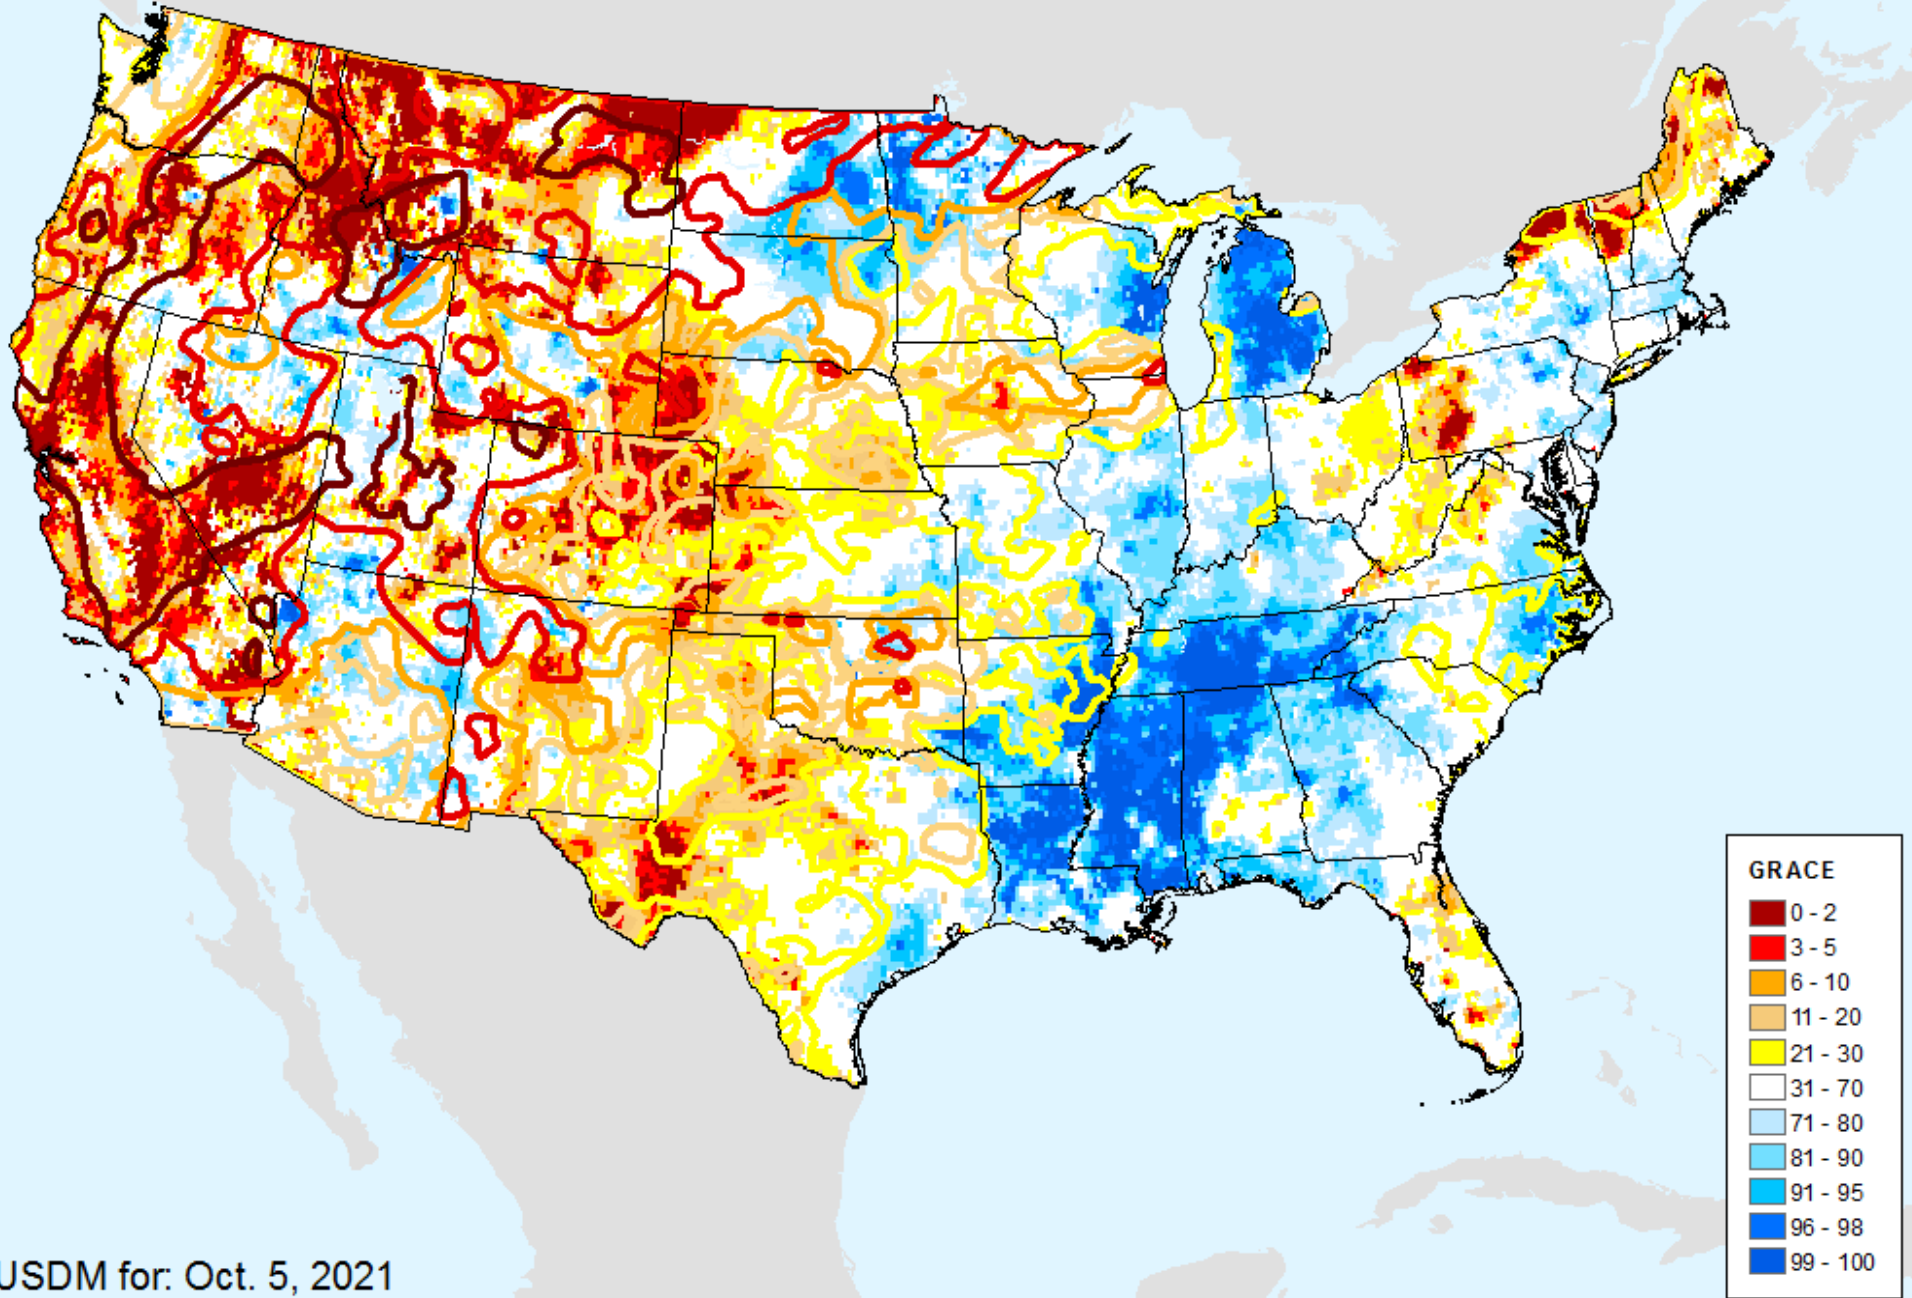 GRACE
0 - 2
3 - 5
6 - 10
11 - 20
21 - 30
31 - 70
71 - 80
81 - 90
91 - 95
96 - 98
99 - 100
USDM for: Oct. 5, 2021